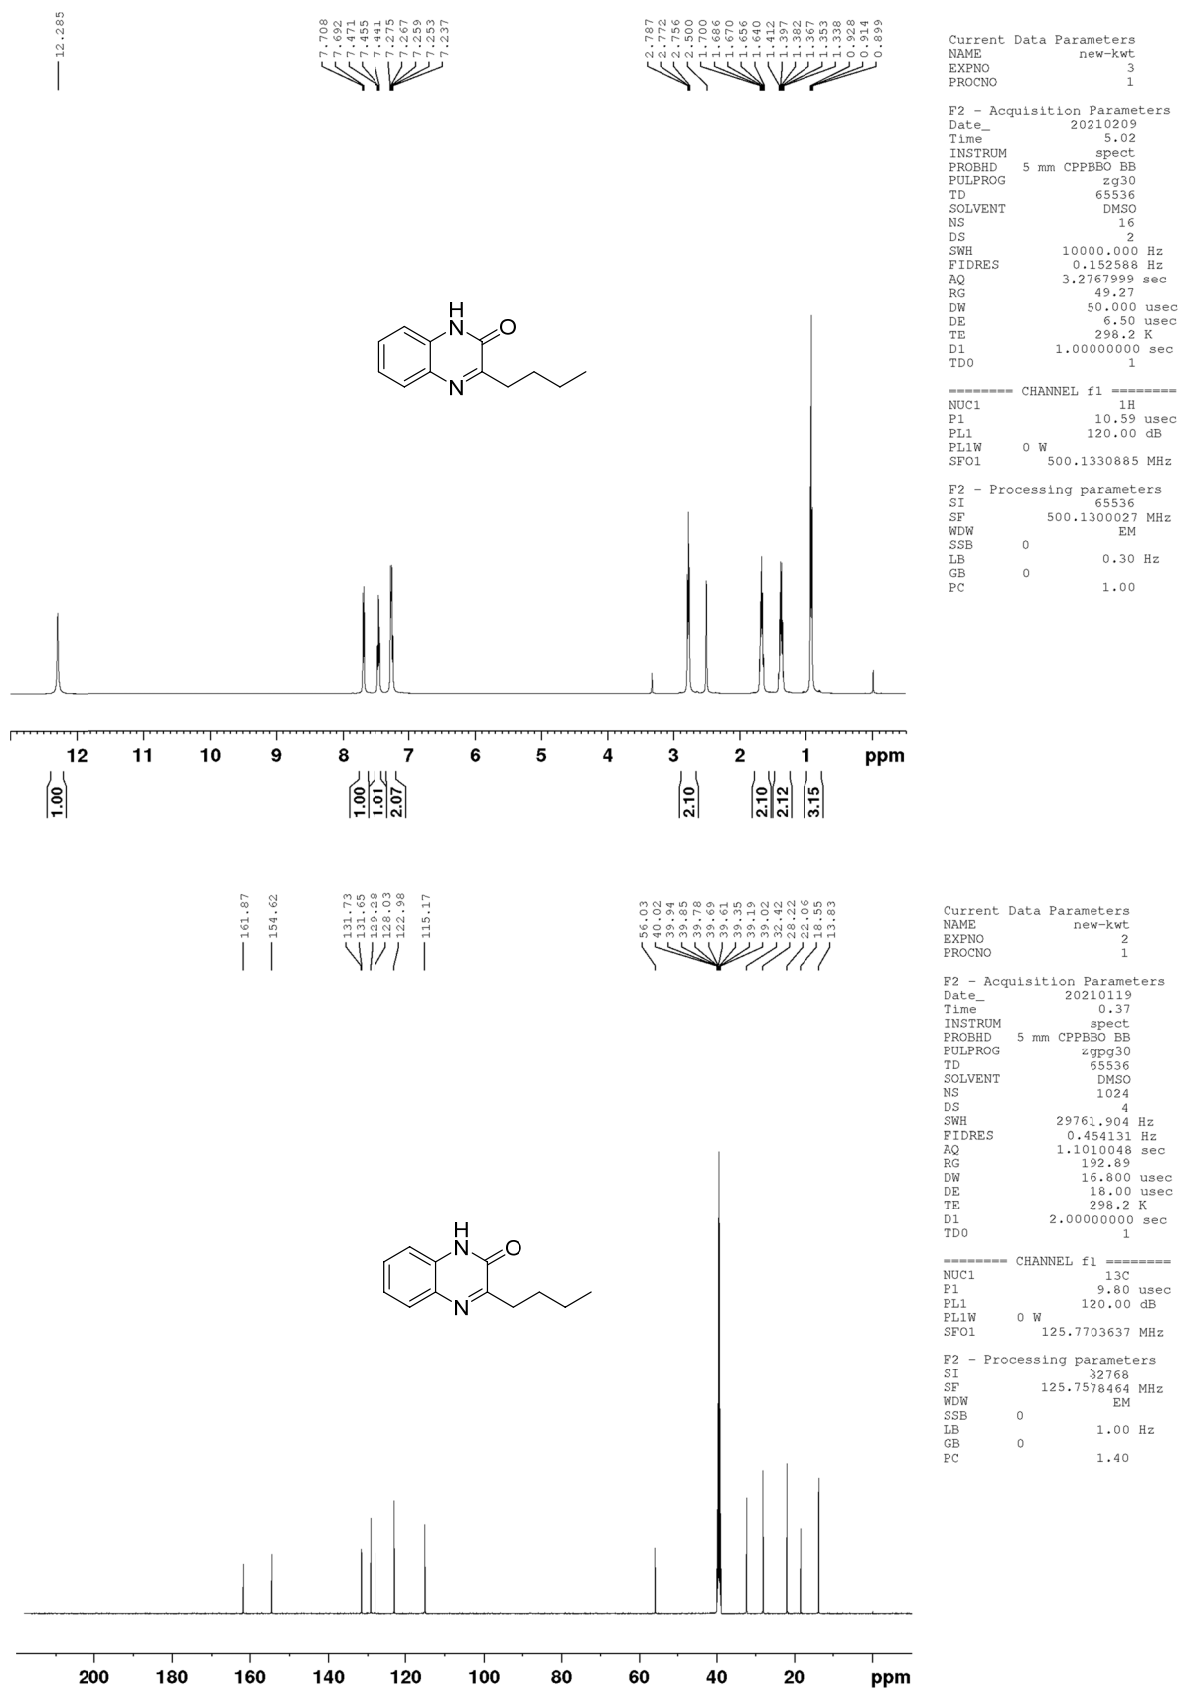 12.285
7.708
7.692
7.471
7.455
7.441
7.275
7.267
7.259
7.253
7.237
2.787
2.772
2.756
2.500
1.700
1.686
1.670
1.656
1.640
1.412
1.397
1.382
1.367
1.353
1.338
0.928
0.914
0.899
Current Data Parameters
NAME new-kwt
EXPNO 3
PROCNO 1
F2 - Acquisition Parameters
Date_ 20210209
Time 5.02
INSTRUM spect
PROBHD 5 mm CPPBBO BB
PULPROG zg30
TD 65536
SOLVENT DMSO
NS 16
DS 2
SWH 10000.000 Hz
FIDRES 0.152588 Hz
AQ 3.2767999 sec
RG 49.27
DW 50.000 usec
DE 6.50 usec
TE 298.2 K
D1 1.00000000 sec
TD0 1
======== CHANNEL f1 ========
NUC1 1H
P1 10.59 usec
PL1 120.00 dB
PL1W 0 W
SFO1 500.1330885 MHz
F2 - Processing parameters
SI 65536
SF 500.1300027 MHz
WDW EM
SSB 0
LB 0.30 Hz
GB 0
PC 1.00
H
N
O
N
12 11 10 9 8 7 6 5 4 3 2 1 ppm
1.00 1.00 1.01 2.07 2.10 2.10 2.12 3.15
161.87
154.62
131.73
131.65
128.03
122.98
115.17
56.03
40.02
39.94
39.85
39.78
39.69
39.61
39.35
39.19
39.02
32.42
28.22
22.06
18.55
13.83
Current Data Parameters
NAME new-kwt
EXPNO 2
PROCNO 1
F2 - Acquisition Parameters
Date_ 20210119
Time 0.37
INSTRUM spect
PROBHD 5 mm CPPBBO BB
PULPROG zgpg30
TD 65536
SOLVENT DMSO
NS 1024
DS 4
SWH 29761.904 Hz
FIDRES 0.454131 Hz
AQ 1.1010048 sec
RG 192.89
DW 16.800 usec
DE 18.00 usec
TE 298.2 K
D1 2.00000000 sec
TD0 1
======== CHANNEL f1 ========
NUC1 13C
P1 9.80 usec
PL1 120.00 dB
PL1W 0 W
SFO1 125.7703637 MHz
F2 - Processing parameters
SI 32768
SF 125.7578464 MHz
WDW EM
SSB 0
LB 1.00 Hz
GB 0
PC 1.40
H
N
O
N
200 180 160 140 120 100 80 60 40 20 ppm